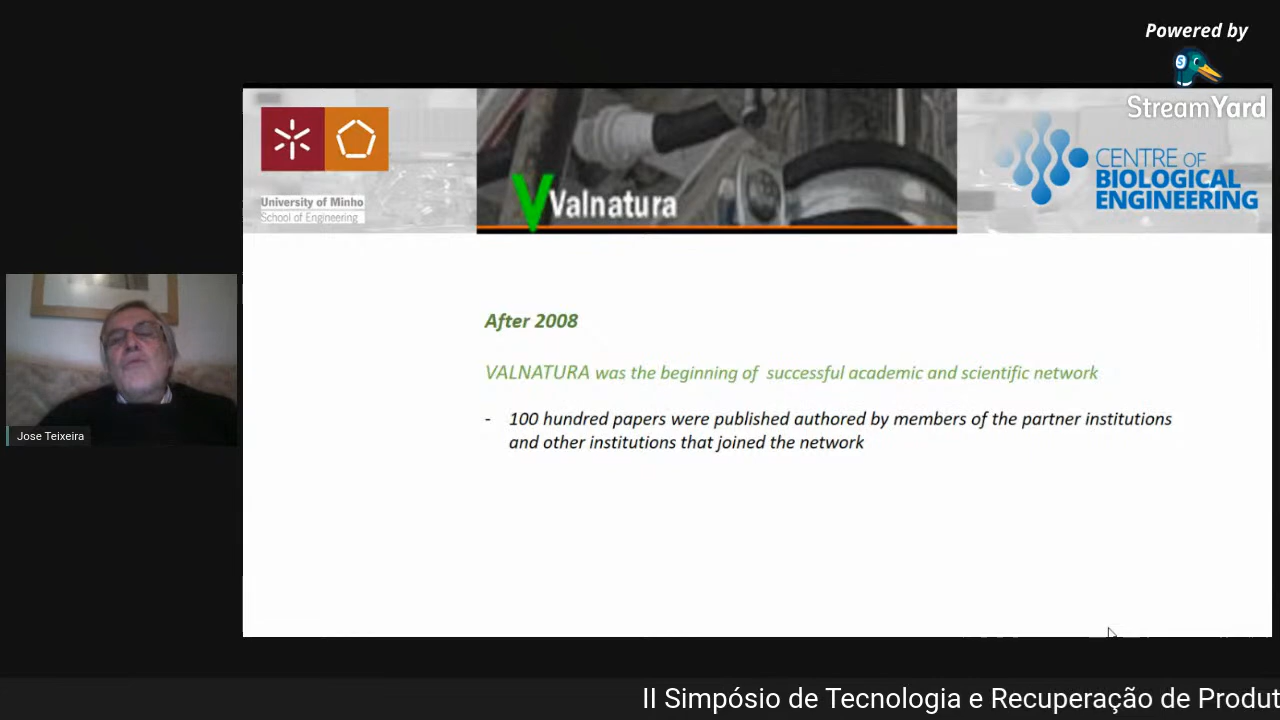 Powered by
StreamYard
University of Minho
School of Engineering
Valnatura
CENTRE OF
BIOLOGICAL
ENGINEERING
After 2008
VALNATURA was the beginning of successful academic and scientific network
- 100 hundred papers were published authored by members of the partner institutions
and other institutions that joined the network
Jose Teixeira
II Simpósio de Tecnologia e Recuperação de Produt